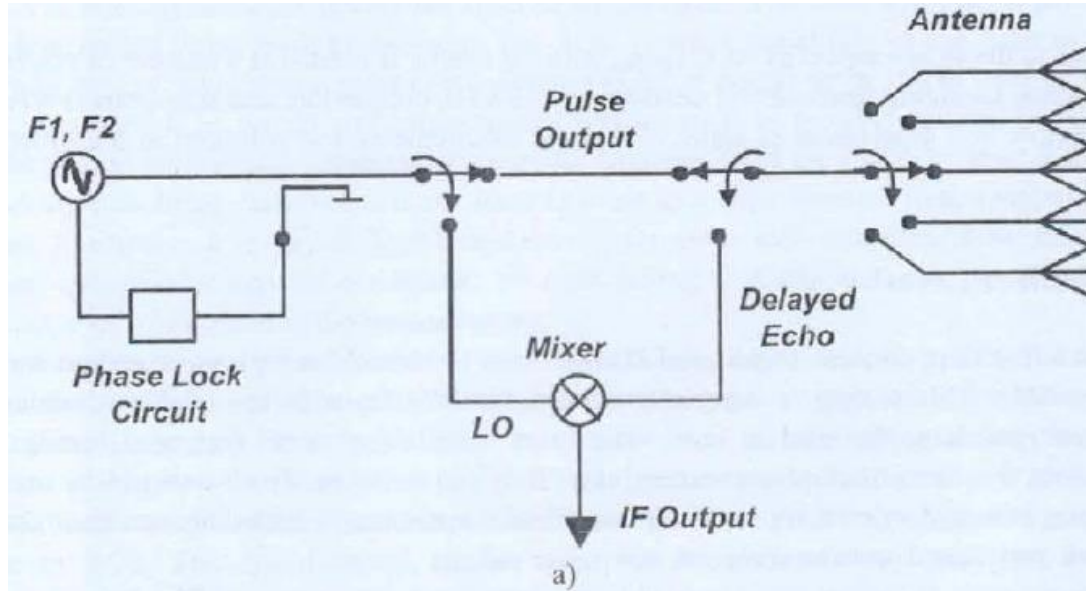 Antenna
Pulse
Output
F1, F2
Delayed
Echo
Mixer
Phase Lock
Circuit
LO
IF Output
a)